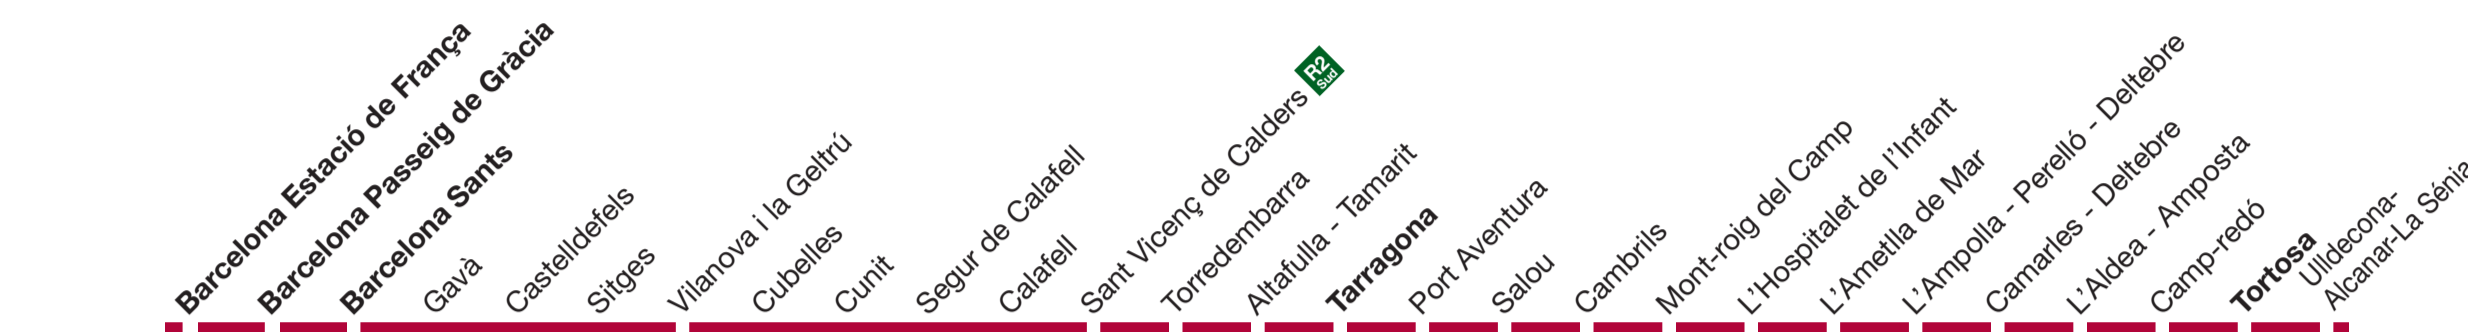 Barcelona Estació de França
Barcelona Passeig de Gràcia
Barcelona Sants
Gavà
Castelldefels
Sitges
Vilanova i la Geltrú
Cubelles
Cunit
Segur de Calafell
Calafell
Sant Vicenç de Calders
R2
Sud
Torredembarra
Altafulla - Tamarit
Tarragona
Port Aventura
Salou
Cambrils
Mont-roig del Camp
L'Hospitalet de l'Infant
L'Ametlla de Mar
L'Ampolla - Perelló - Deltebre
Camarles - Deltebre
L'Aldea - Amposta
Camp-redó
Tortosa
Ulldecona-
Alcanar-La Sénia